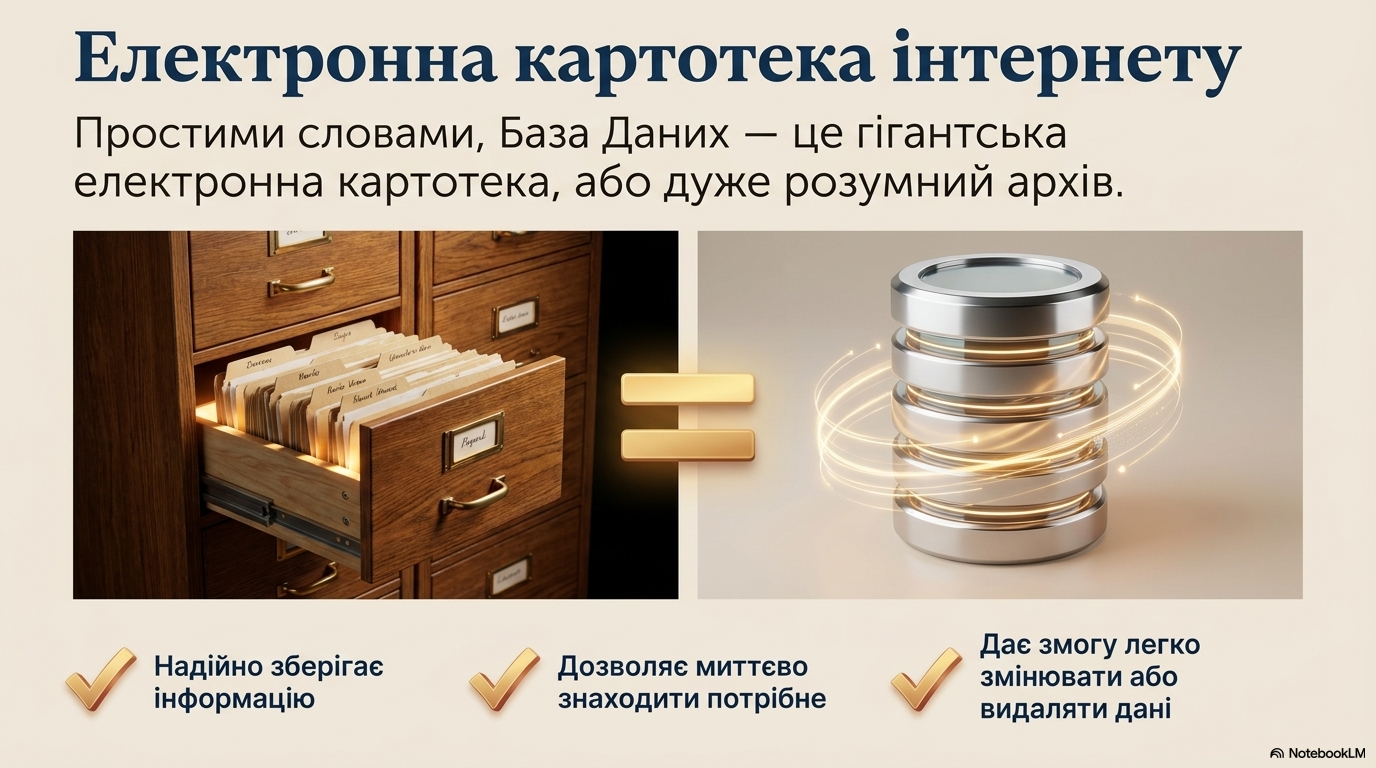 Електронна картотека інтернету
Простими словами, База Даних — це гігантська
електронна картотека, або дуже розумний архів.
Надійно зберігає
інформацію
Дозволяє миттєво
знаходити потрібне
Дає змогу легко
змінювати або
видаляти дані
NotebookLM